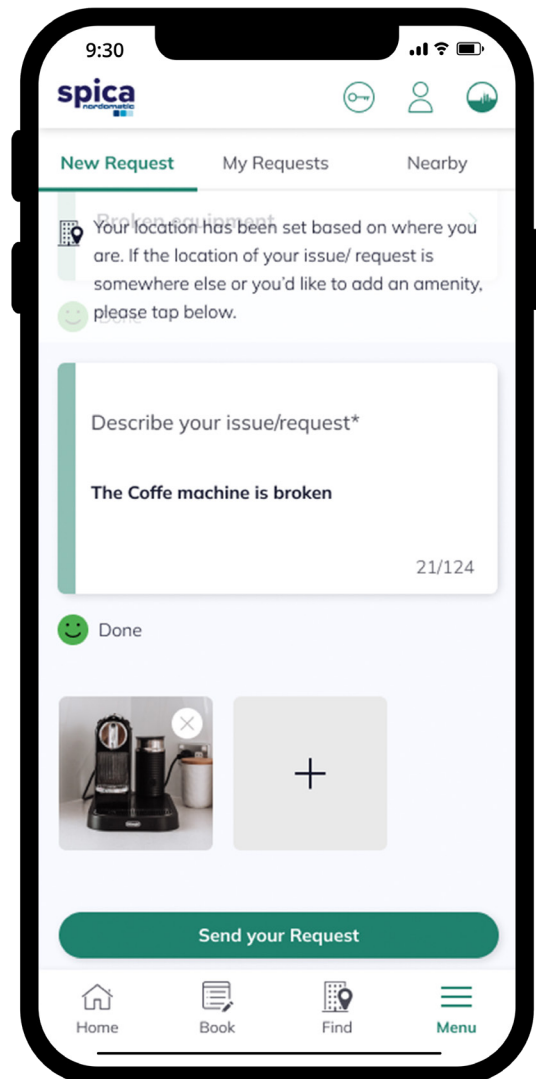 9:30
spica
nordomatic
New Request My Requests Nearby
Broken equipment
Your location has been set based on where you
are. If the location of your issue/ request is
somewhere else or you'd like to add an amenity,
please tap below.
Done
Describe your issue/request*
The Coffe machine is broken
21/124
Done
Send your Request
Home Book Find Menu